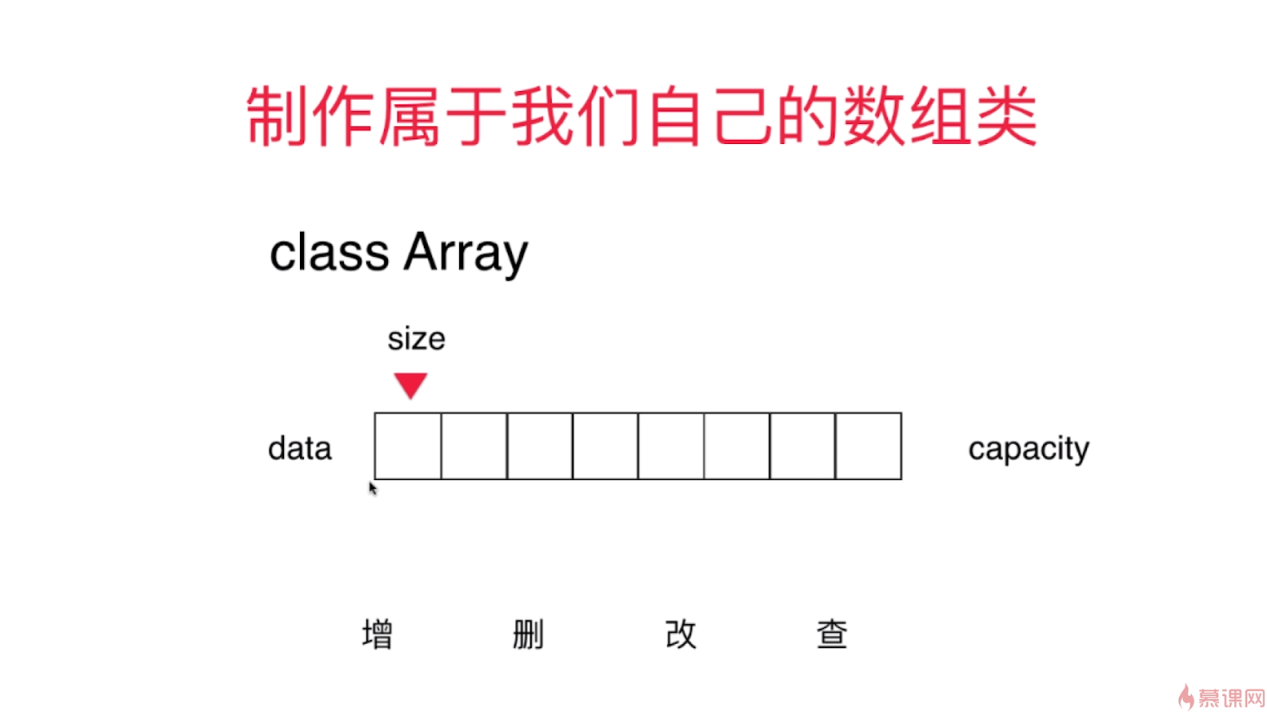 制作属于我们自己的数组类
class Array
size
data capacity
增 删 改 查
慕课网